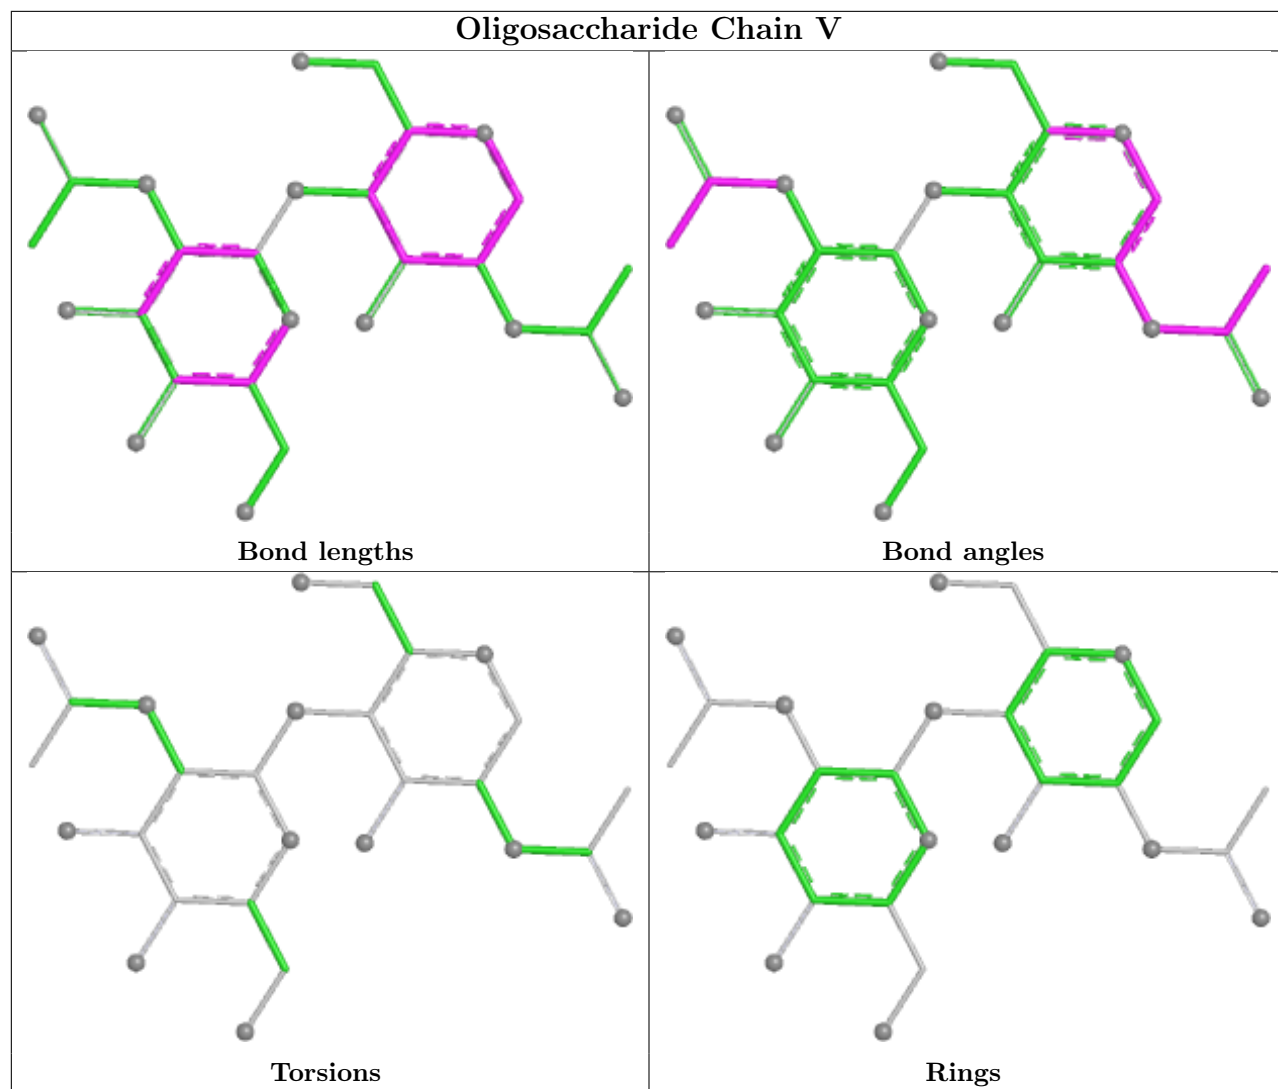 Oligosaccharide Chain V
Bond lengths
Bond angles
Torsions
Rings